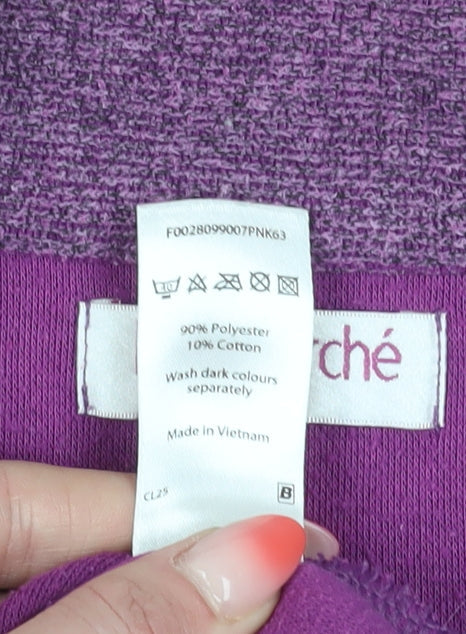 F0028099007PNK63
30
90% Polyester
10% Cotton
rché
Wash dark colours
separately
Made in Vietnam
CL25
B